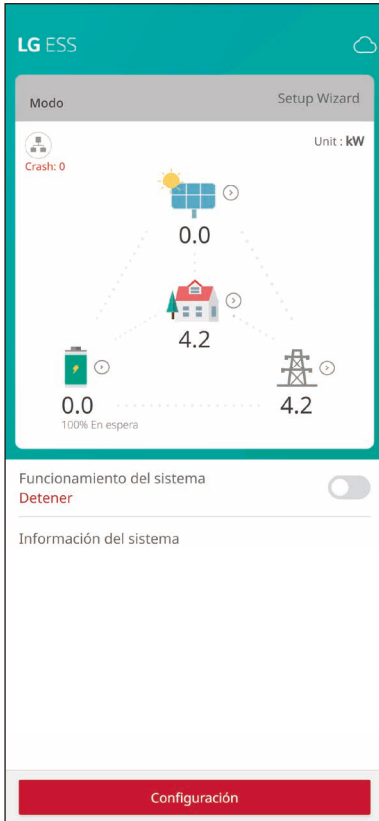 LG ESS
Modo
Setup Wizard
Unit : kW
Crash: 0
0.0
4.2
0.0
100% En espera
4.2
Funcionamiento del sistema
Detener
Información del sistema
Configuración